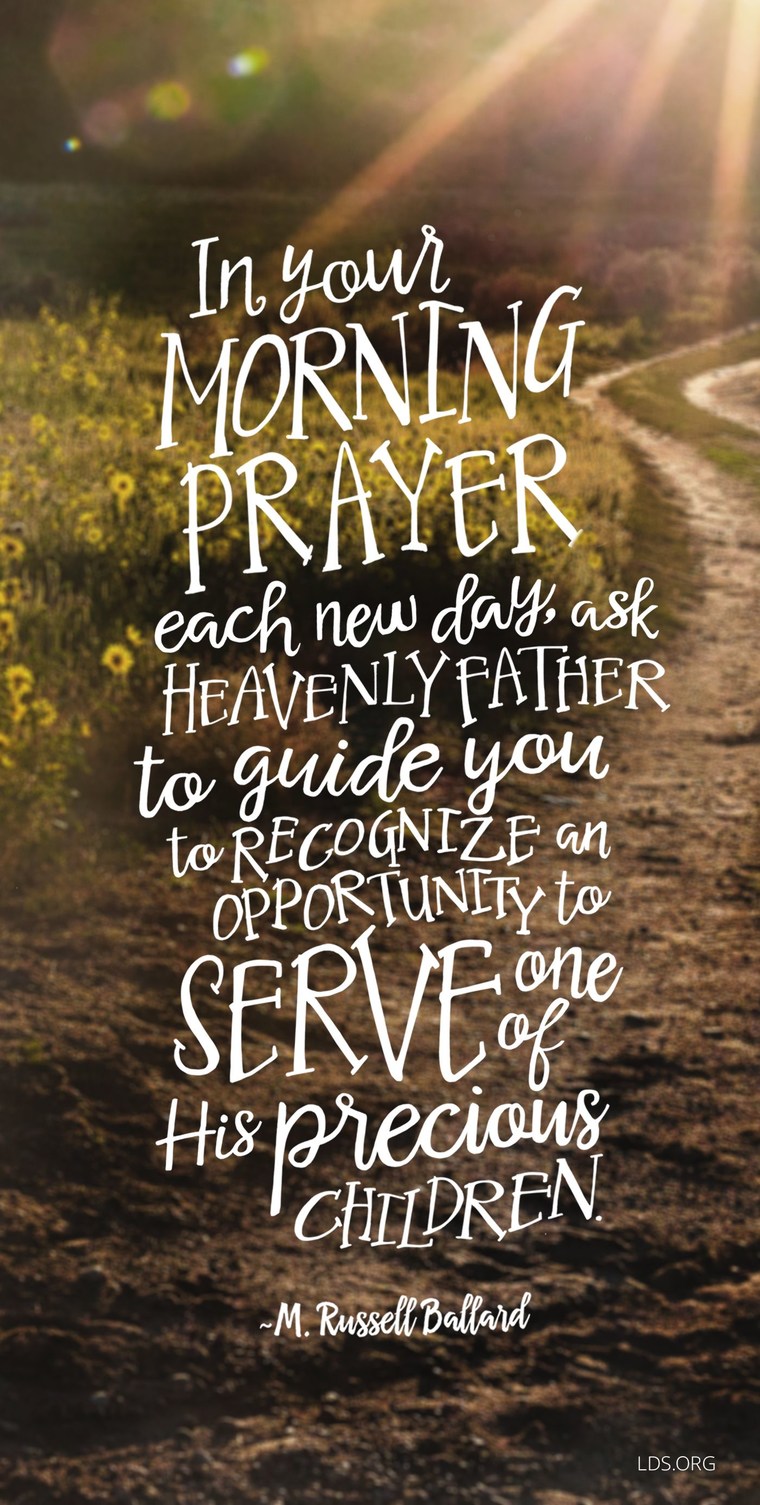 In your
MORNING
PRAYER
each new day, ask
HEAVENLY FATHER
to guide you
to RECOGNIZE an
OPPORTUNITY to
SERVE one
of
His precious
CHILDREN.
~M. Russell Ballard
LDS.ORG